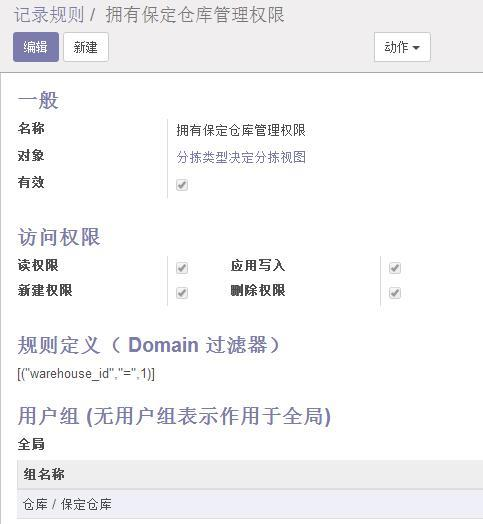 记录规则 / 拥有保定仓库管理权限
编辑 新建 动作
一般
名称 拥有保定仓库管理权限
对象 分拣类型决定分拣视图
有效
访问权限
读权限 应用写入
新建权限 删除权限
规则定义（ Domain 过滤器）
[("warehouse_id","=",1)]
用户组 (无用户组表示作用于全局)
全局
组名称
仓库 / 保定仓库